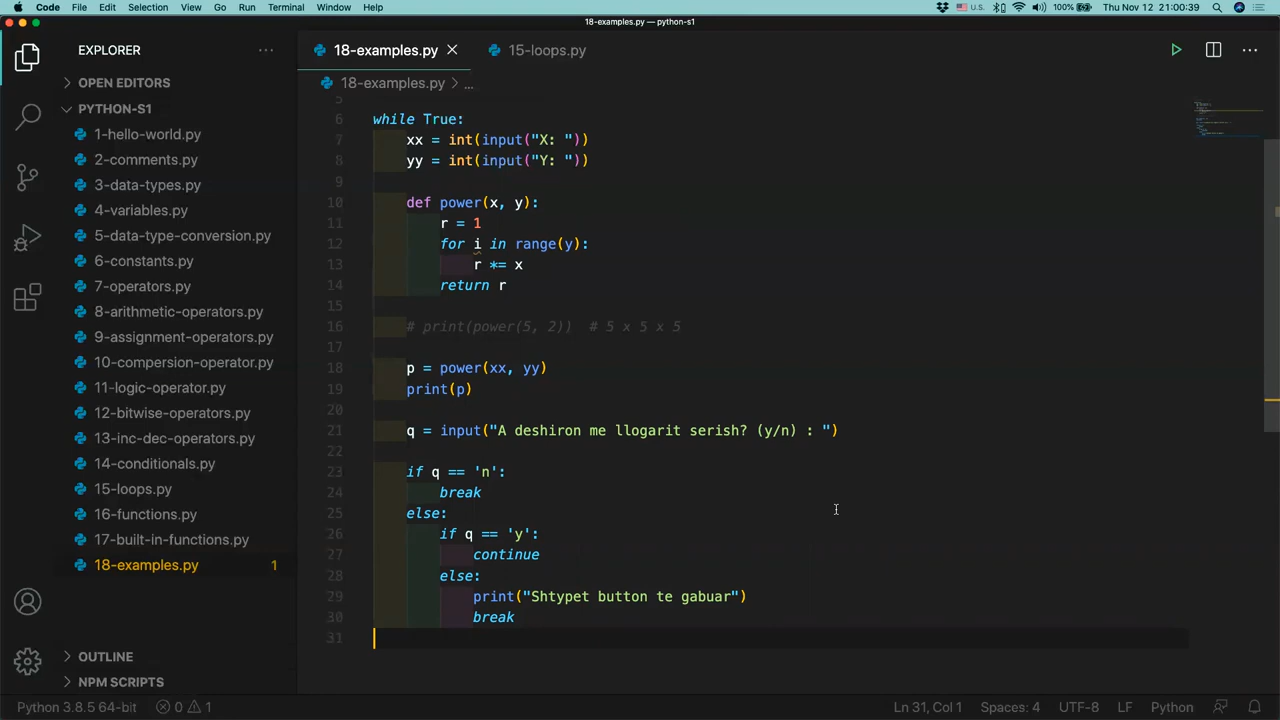 Code File Edit Selection View Go Run Terminal Window Help U.S. 100% Thu Nov 12 21:00:39
18-examples.py — python-s1
EXPLORER ...
18-examples.py 15-loops.py ...
OPEN EDITORS
18-examples.py > ...
PYTHON-S1
1-hello-world.py
2-comments.py
3-data-types.py
4-variables.py
5-data-type-conversion.py
6-constants.py
7-operators.py
8-arithmetic-operators.py
9-assignment-operators.py
10-compersion-operator.py
11-logic-operator.py
12-bitwise-operators.py
13-inc-dec-operators.py
14-conditionals.py
15-loops.py
16-functions.py
17-built-in-functions.py
18-examples.py 1
OUTLINE
NPM SCRIPTS
5
6 while True:
7 xx = int(input("X: "))
8 yy = int(input("Y: "))
9
10 def power(x, y):
11 r = 1
12 for i in range(y):
13 r *= x
14 return r
15
16 # print(power(5, 2)) # 5 x 5 x 5
17
18 p = power(xx, yy)
19 print(p)
20
21 q = input("A deshiron me llogarit serish? (y/n) : ")
22
23 if q == 'n':
24 break
25 else:
26 if q == 'y':
27 continue
28 else:
29 print("Shtypet button te gabuar")
30 break
31
Python 3.8.5 64-bit 0 1 Ln 31, Col 1 Spaces: 4 UTF-8 LF Python